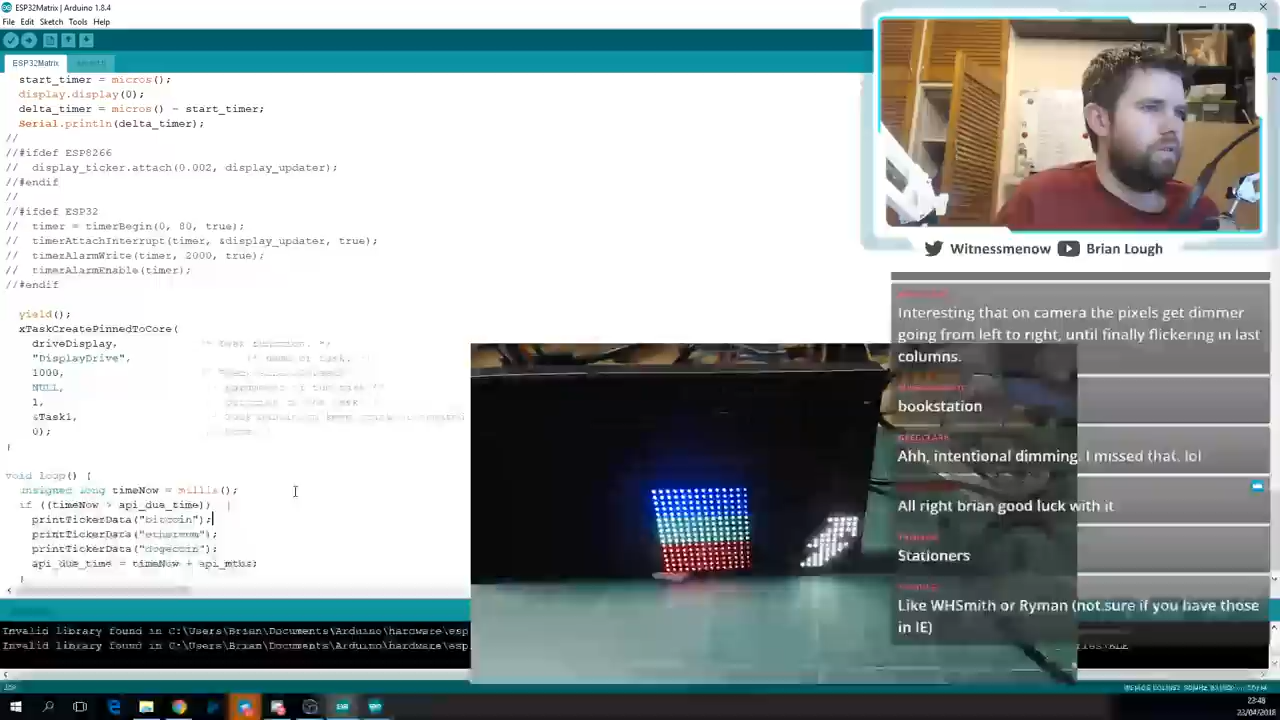 ESP32Matrix | Arduino 1.8.4
File Edit Sketch Tools Help
ESP32Matrix
start_timer = micros();
display.display(0);
delta_timer = micros() - start_timer;
Serial.println(delta_timer);
//
//#ifdef ESP8266
// display_ticker.attach(0.002, display_updater);
//#endif
//
//#ifdef ESP32
// timer = timerBegin(0, 80, true);
// timerAttachInterrupt(timer, &display_updater, true);
// timerAlarmWrite(timer, 2000, true);
// timerAlarmEnable(timer);
//#endif
yield();
xTaskCreatePinnedToCore(
driveDisplay,
"DisplayDrive",
1000,
NULL,
1,
&Task1,
0);
}
void loop() {
unsigned long timeNow = millis();
if ((timeNow > api_due_time))
printTickerData("bitcoin");
printTickerData("ethereum");
printTickerData("dogecoin");
api_due_time = timeNow + api_mtbs;
}
Invalid library found in C:\Users\Brian\Documents\Arduino\hardware\esp
Invalid library found in C:\Users\Brian\Documents\Arduino\hardware\esp
Witnessmenow Brian Lough
Interesting that on camera the pixels get dimmer
going from left to right, until finally flickering in last
columns.
bookstation
Ahh, intentional dimming, I missed that. lol
All right brian good luck with it
Stationers
Like WHSmith or Ryman (not sure if you have those
in IE)
23:48
23/04/2018